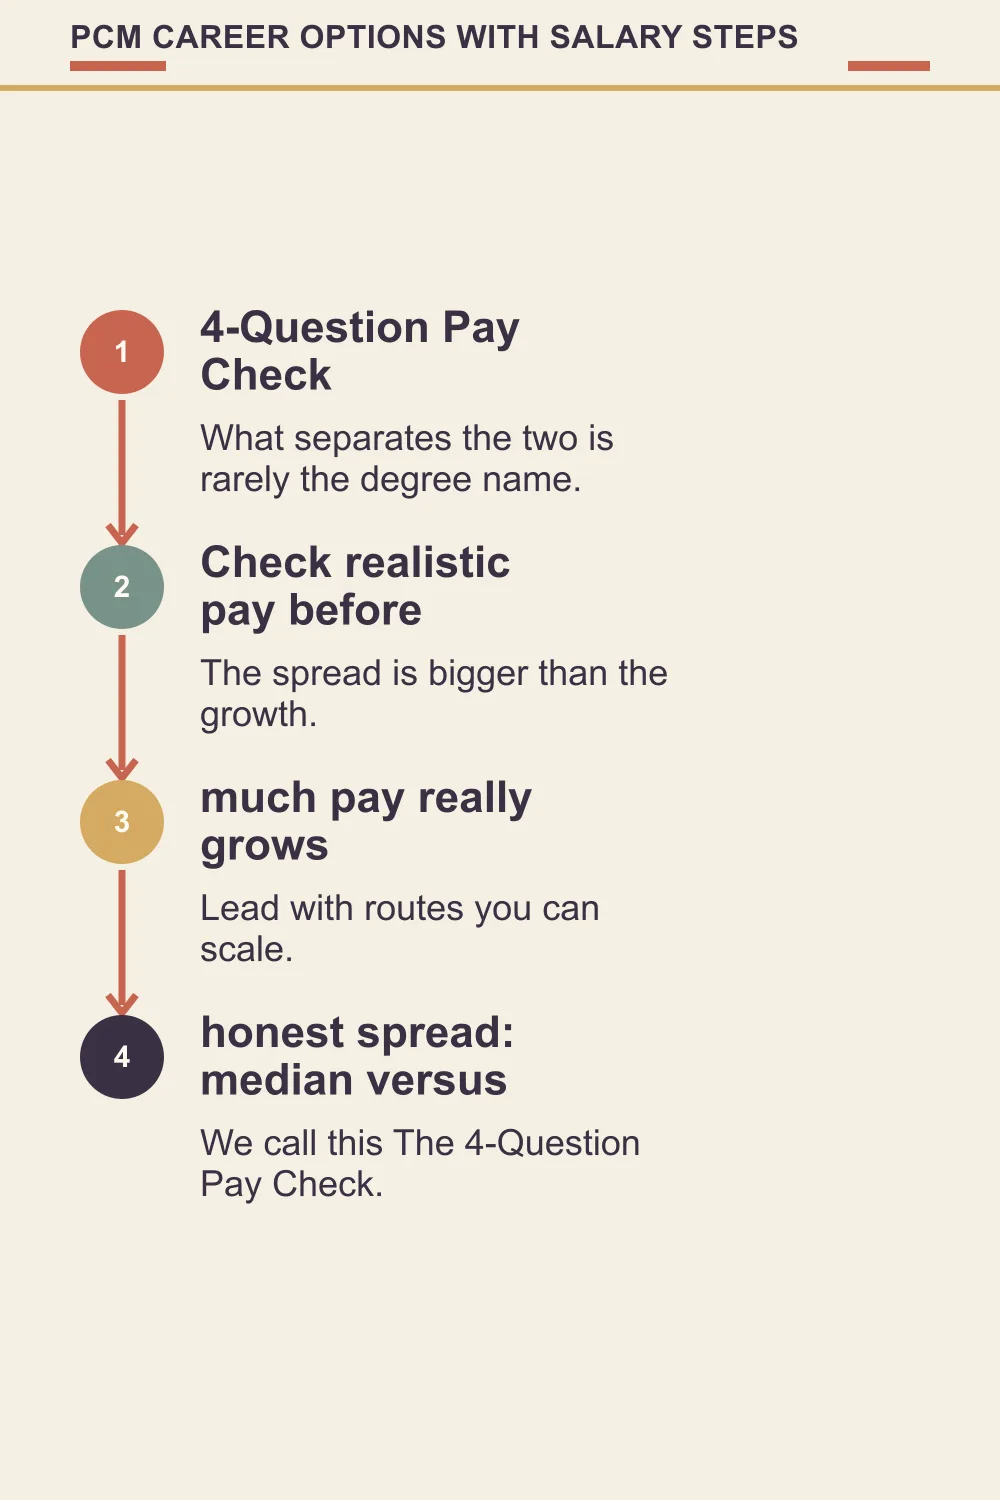 PCM CAREER OPTIONS WITH SALARY STEPS
1
4-Question Pay
Check
What separates the two is
rarely the degree name.
2
Check realistic
pay before
The spread is bigger than the
growth.
3
much pay really
grows
Lead with routes you can
scale.
4
honest spread:
median versus
We call this The 4-Question
Pay Check.